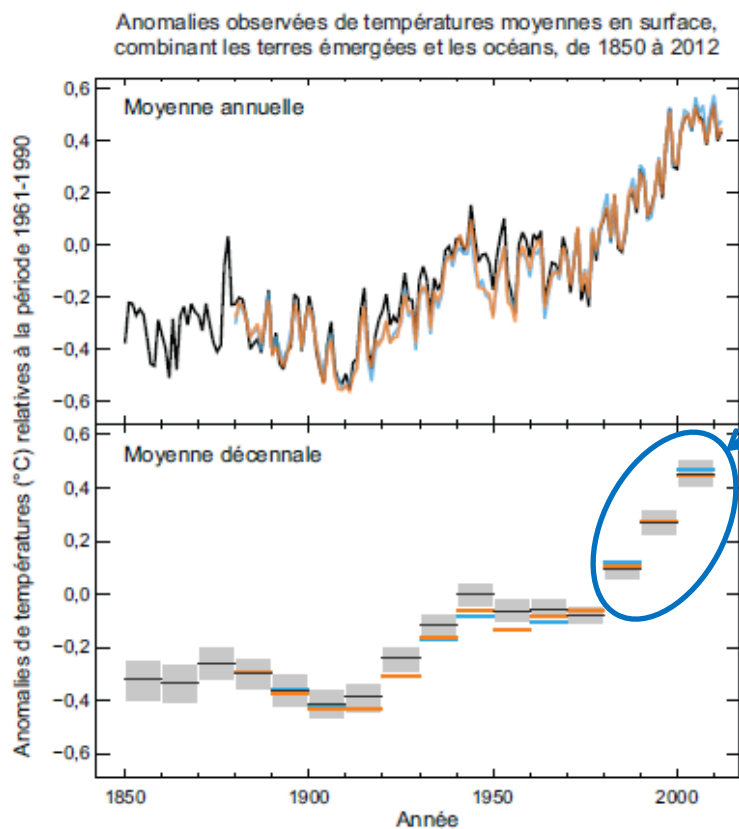 Anomalies observées de températures moyennes en surface,
combinant les terres émergées et les océans, de 1850 à 2012
Anomalies de températures (°C) relatives à la période 1961-1990
Moyenne annuelle
0,6
0,4
0,2
0,0
−0,2
−0,4
−0,6
Moyenne décennale
0,6
0,4
0,2
0,0
−0,2
−0,4
−0,6
1850 1900 1950 2000
Année